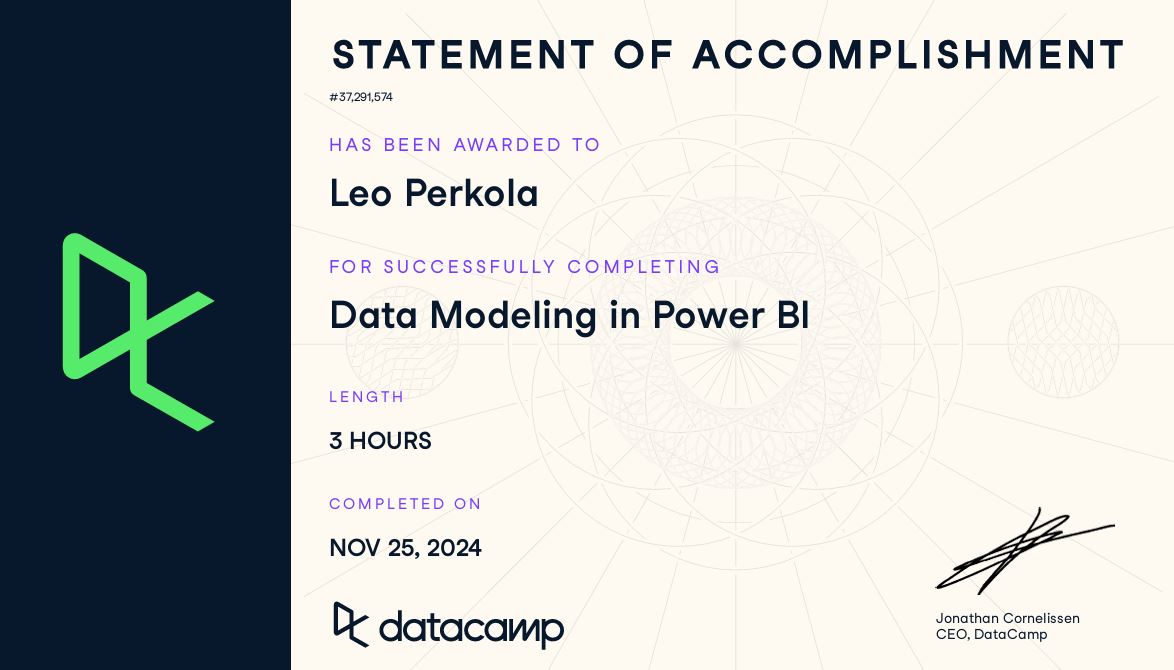 STATEMENT OF ACCOMPLISHMENT
#37,291,574
HAS BEEN AWARDED TO
Leo Perkola
FOR SUCCESSFULLY COMPLETING
Data Modeling in Power BI
LENGTH
3 HOURS
COMPLETED ON
NOV 25, 2024
datacamp
Jonathan Cornelissen
CEO, DataCamp